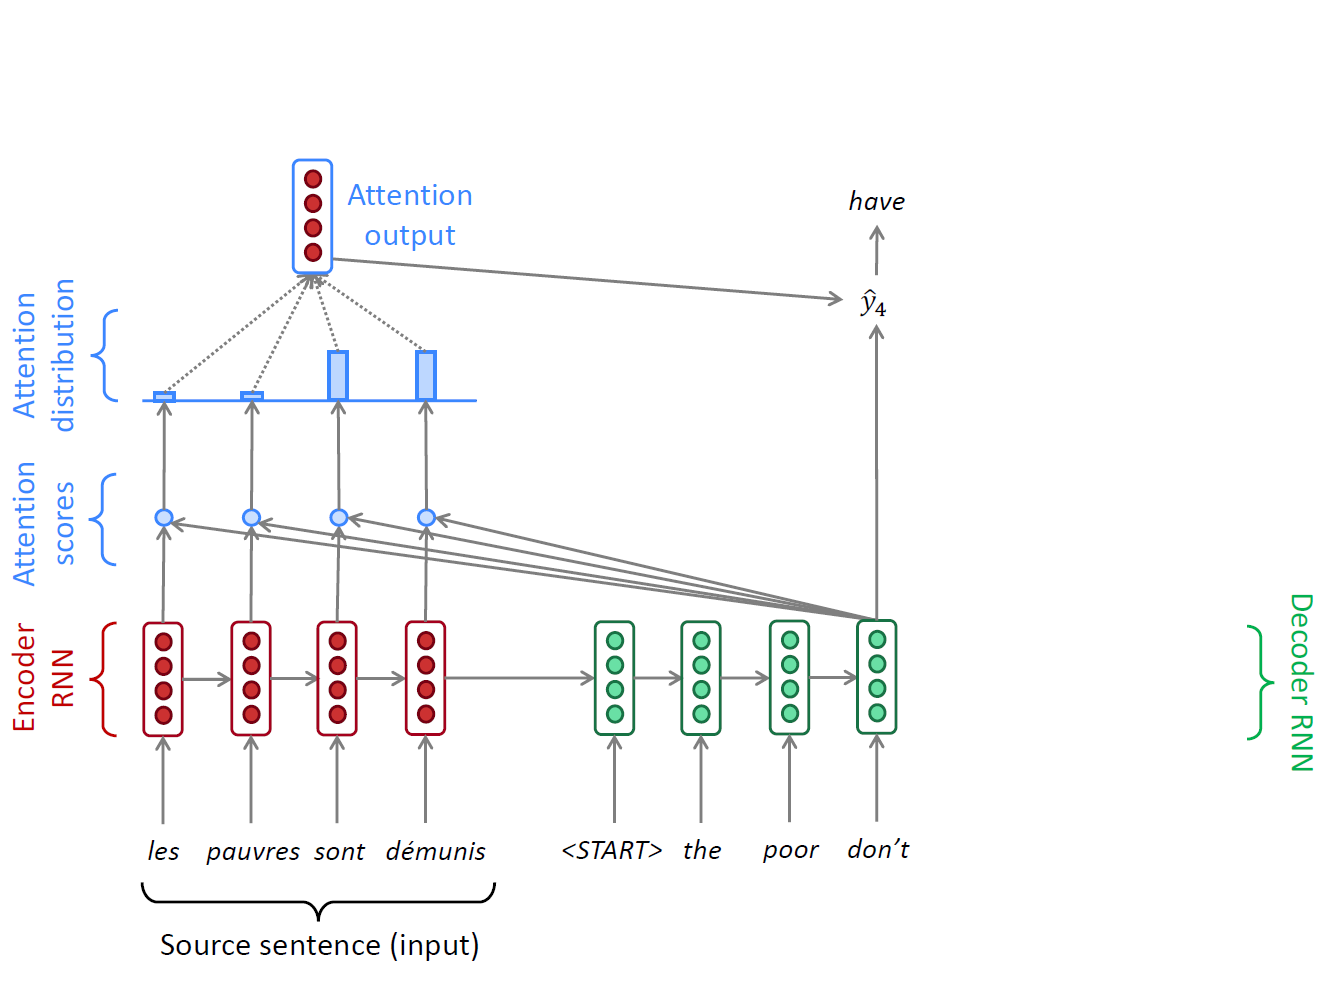 Attention
output
have
ŷ4
Attention
distribution
Attention
scores
Encoder
RNN
Decoder RNN
les pauvres sont démunis <START> the poor don't
Source sentence (input)